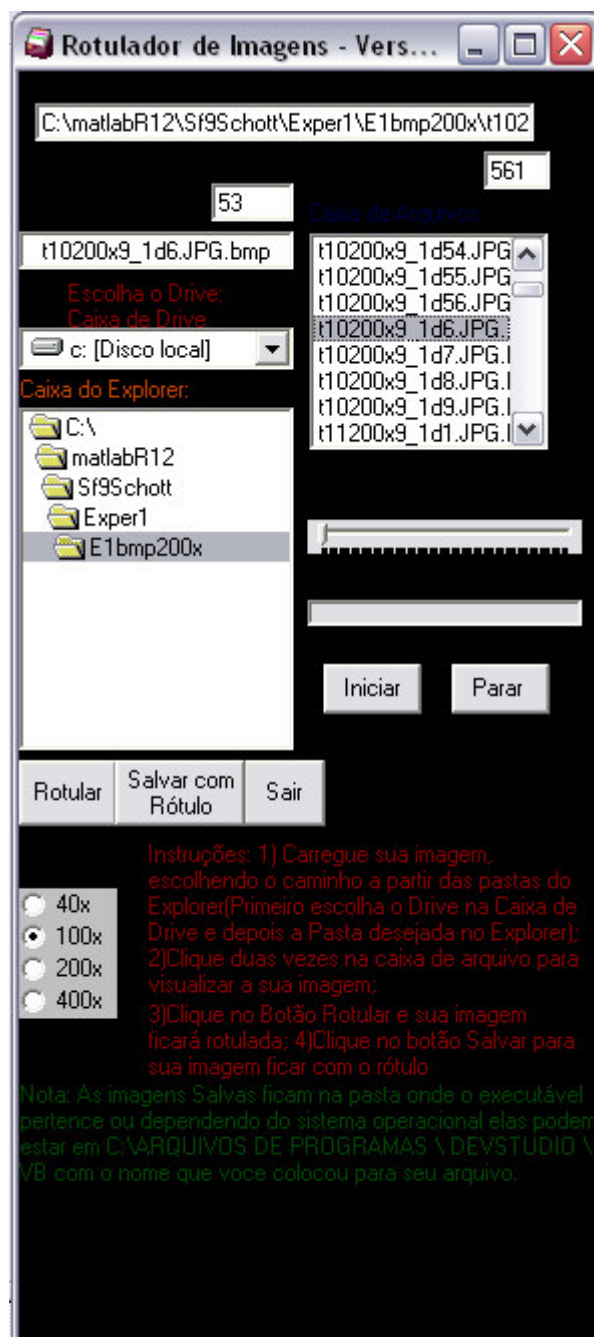 Rotulador de Imagens - Vers...
C:\matlabR12\Sf9Schott\Exper1\E1bmp200x\t102
561
53
Caixa de Arquivos
t10200x9_1d6.JPG.bmp
Escolha o Drive:
Caixa de Drive
c: [Disco local]
Caixa do Explorer:
C:\
matlabR12
Sf9Schott
Exper1
E1bmp200x
t10200x9_1d54.JPG
t10200x9_1d55.JPG
t10200x9_1d56.JPG
t10200x9_1d6.JPG.
t10200x9_1d7.JPG.
t10200x9_1d8.JPG.
t10200x9_1d9.JPG.
t11200x9_1d1.JPG.
Iniciar
Parar
Rotular
Salvar com
Rótulo
Sair
40x
100x
200x
400x
Instruções: 1) Carregue sua imagem,
escolhendo o caminho a partir das pastas do
Explorer(Primeiro escolha o Drive na Caixa de
Drive e depois a Pasta desejada no Explorer);
2)Clique duas vezes na caixa de arquivo para
visualizar a sua imagem;
3)Clique no Botão Rotular e sua imagem
ficará rotulada; 4)Clique no botão Salvar para
sua imagem ficar com o rótulo
Nota: As imagens Salvas ficam na pasta onde o executável
pertence ou dependendo do sistema operacional elas podem
estar em C:\ARQUIVOS DE PROGRAMAS \ DEVSTUDIO \
VB com o nome que voce colocou para seu arquivo.